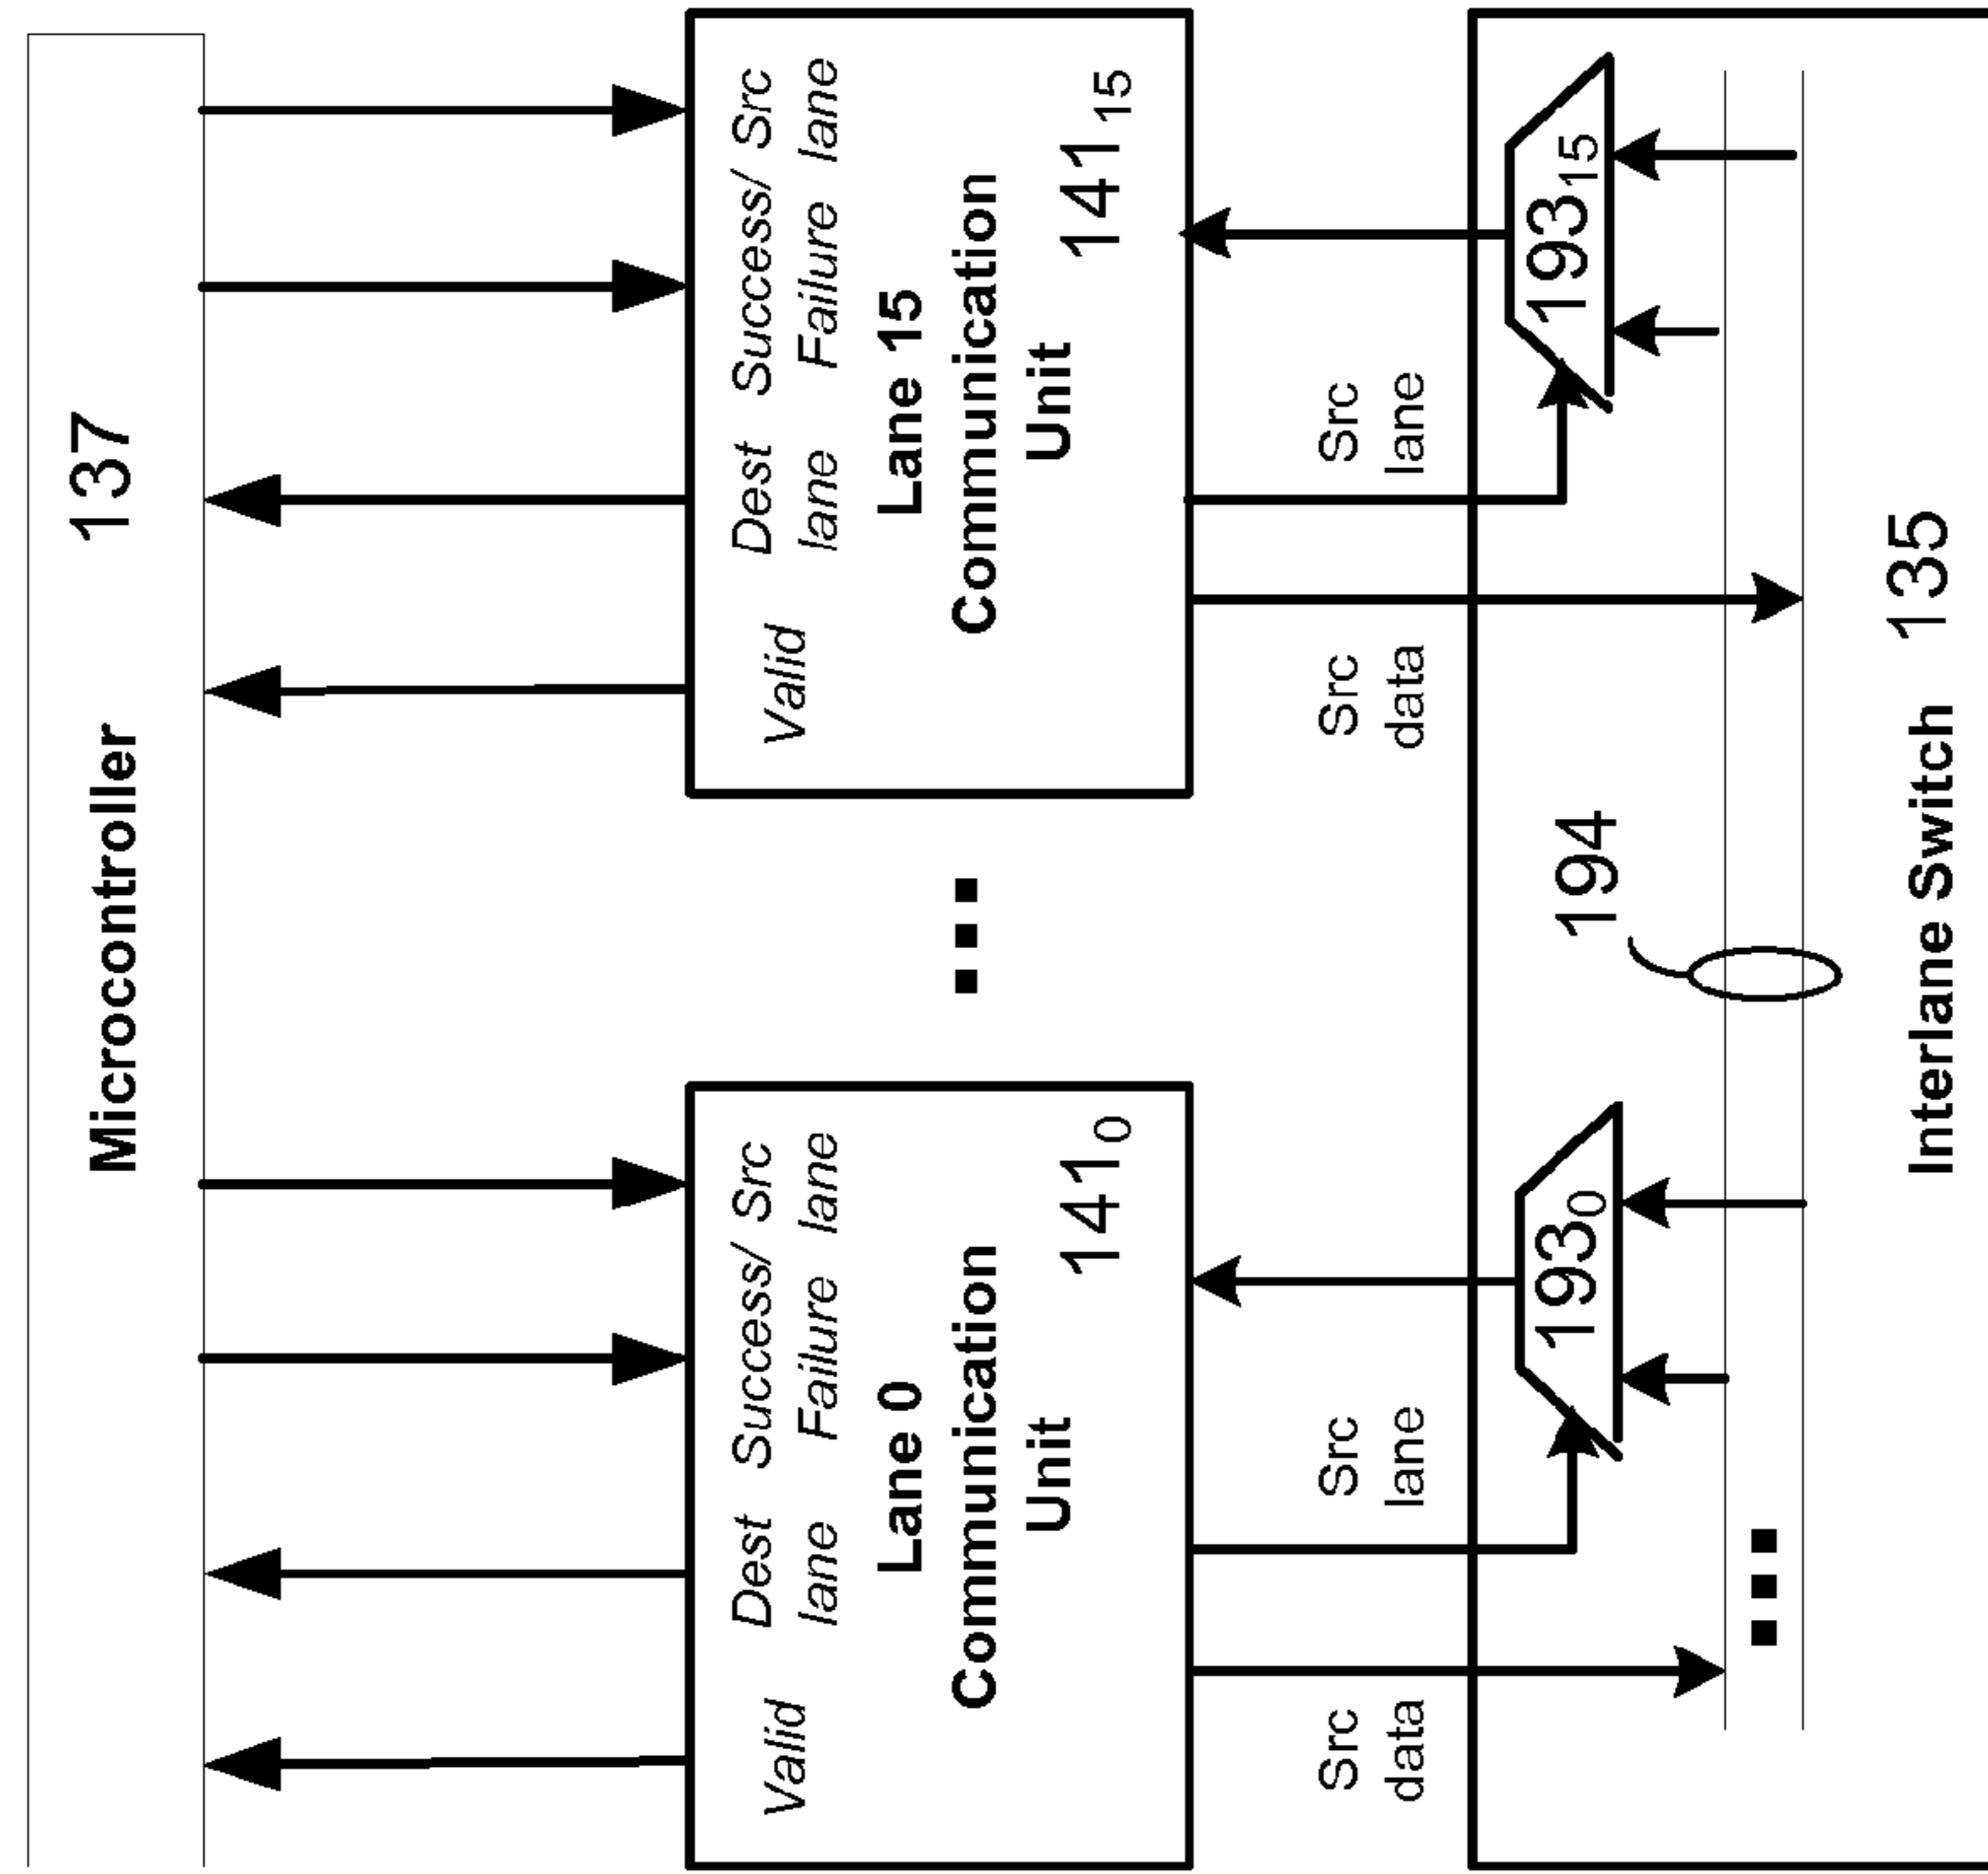 Microcontroller 137
Valid Dest lane Success/ Failure Src lane
Lane 0
Communication
Unit 141₀
...
Valid Dest lane Success/ Failure Src lane
Lane 15
Communication
Unit 141₁₅
Src data
Src lane
Src data
Src lane
193₀
194
193₁₅
...
Interlane Switch 135